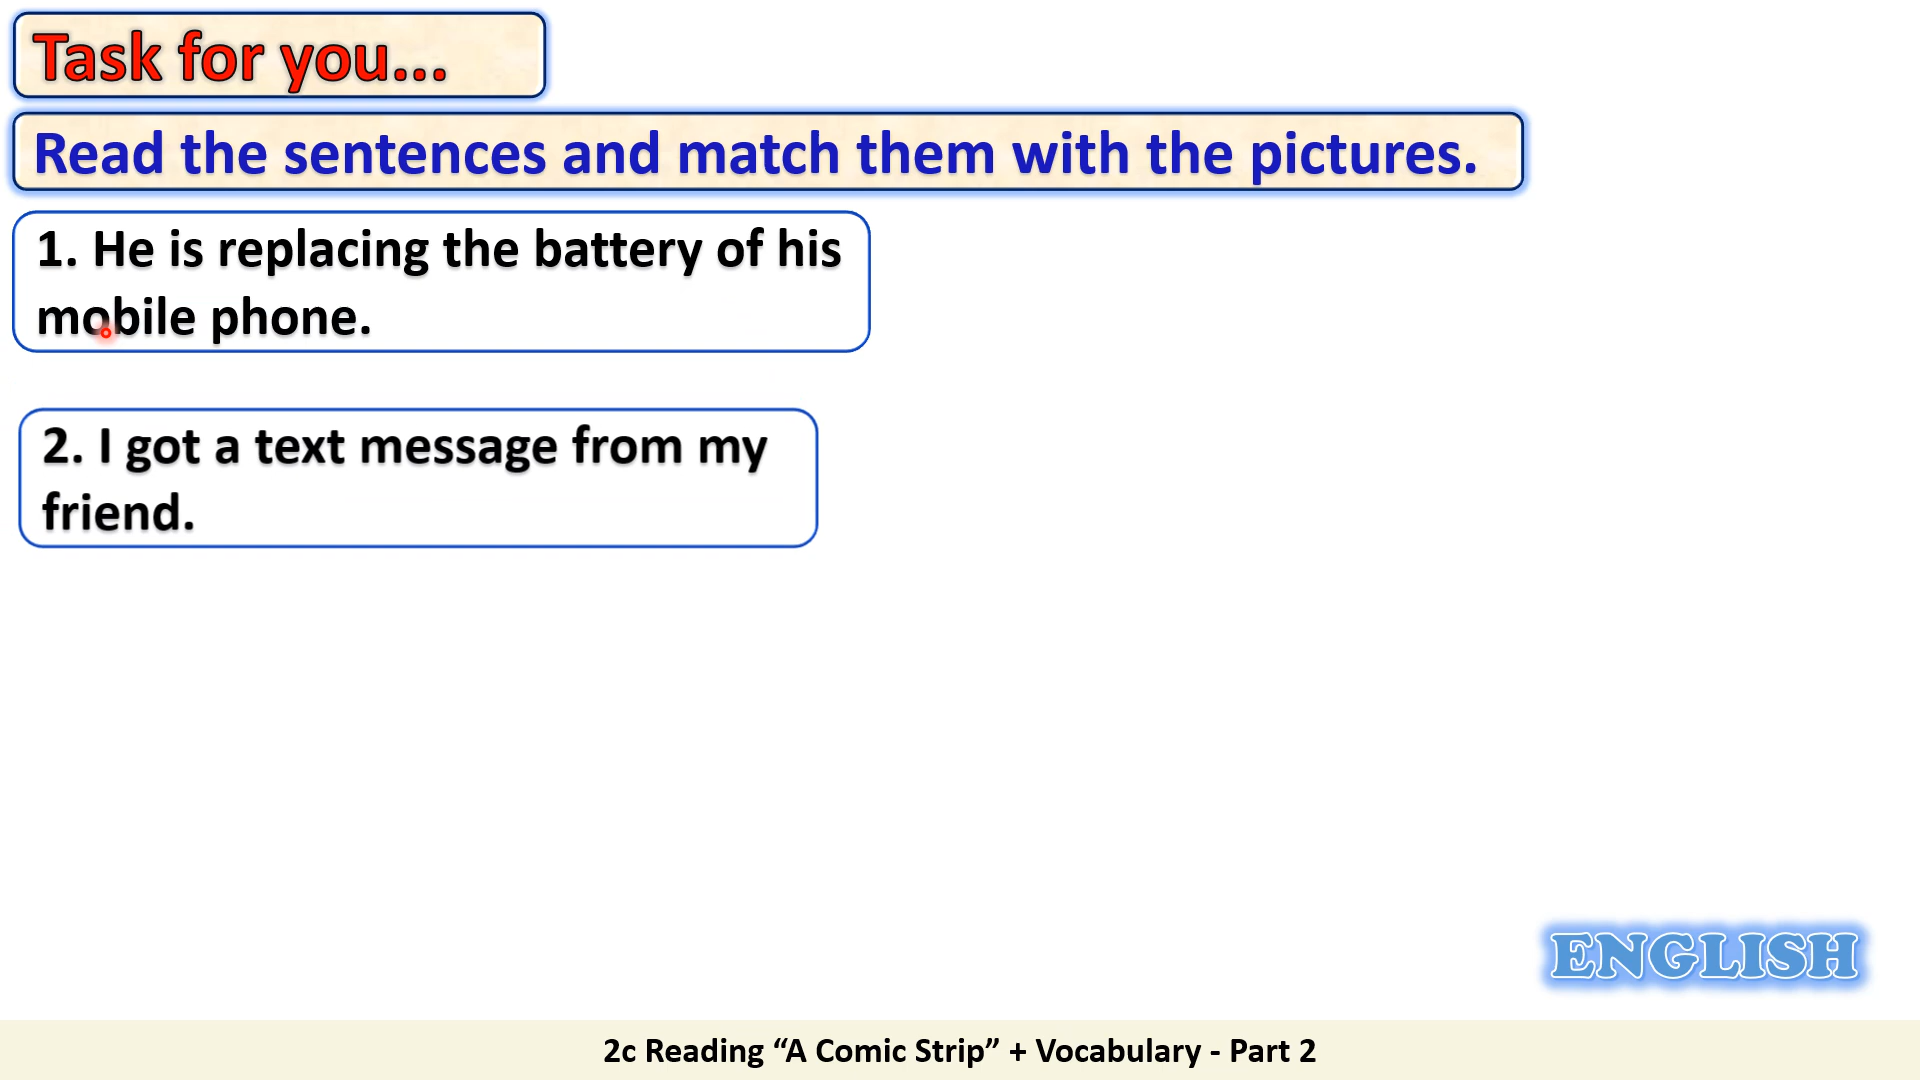 Task for you...
Read the sentences and match them with the pictures.
1. He is replacing the battery of his
mobile phone.
2. I got a text message from my
friend.
ENGLISH
2c Reading “A Comic Strip” + Vocabulary - Part 2